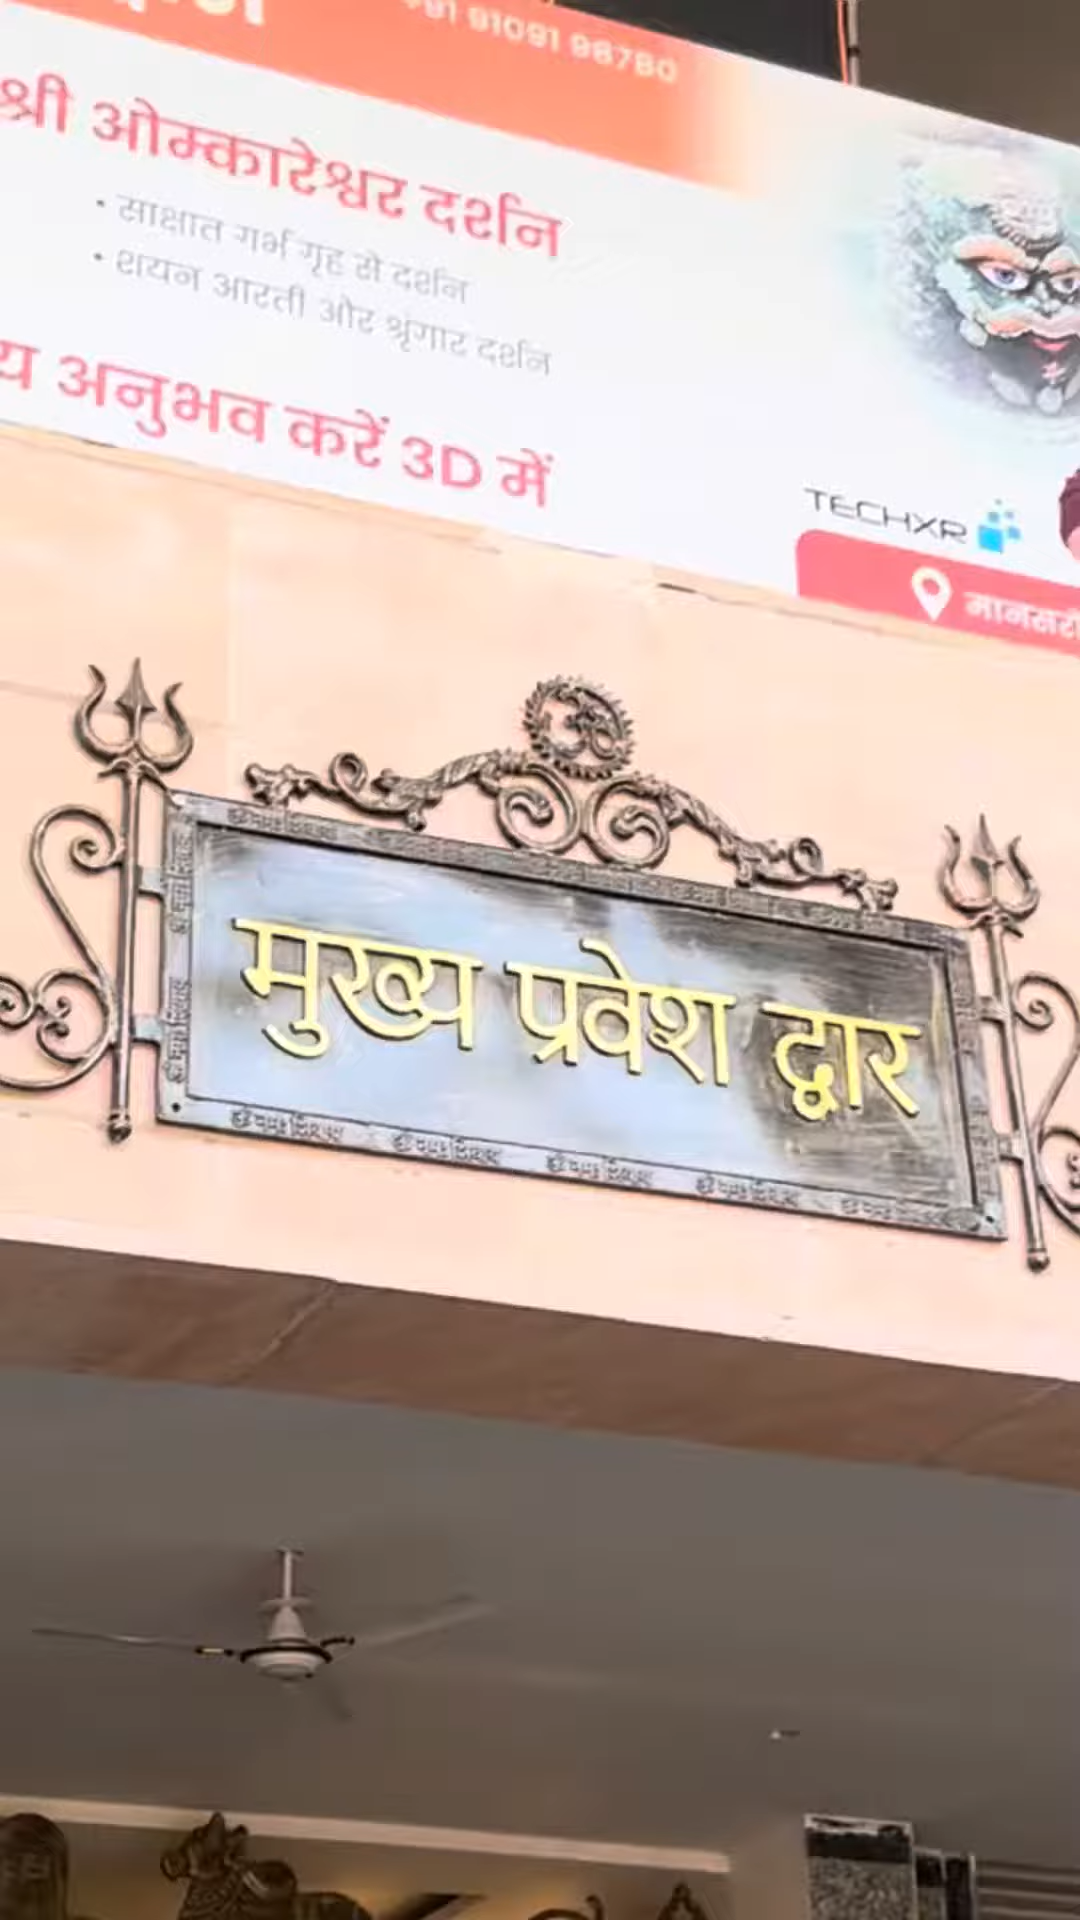 +91 91091 98780
श्री ओम्कारेश्वर दर्शन
• साक्षात गर्भ गृह से दर्शन
• शयन आरती और श्रृंगार दर्शन
अनुभव करें 3D में
TECHXR
मुख्य प्रवेश द्वार